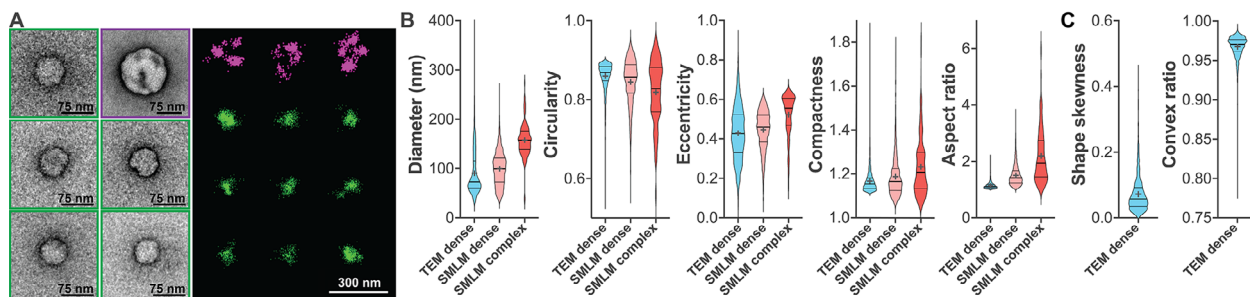 A
75 nm
75 nm
75 nm
75 nm
75 nm
75 nm
300 nm
B
Diameter (nm)
400
300
200
100
0
TEM dense
SMLM dense
SMLM complex
Circularity
1.0
0.8
0.6
TEM dense
SMLM dense
SMLM complex
Eccentricity
1.0
0.8
0.6
0.4
0.2
0.0
TEM dense
SMLM dense
SMLM complex
Compactness
1.8
1.6
1.4
1.2
1.0
TEM dense
SMLM dense
SMLM complex
Aspect ratio
6
4
2
0
TEM dense
SMLM dense
SMLM complex
C
Shape skewness
0.6
0.4
0.2
0.0
TEM dense
Convex ratio
1.00
0.95
0.90
0.85
0.80
0.75
TEM dense